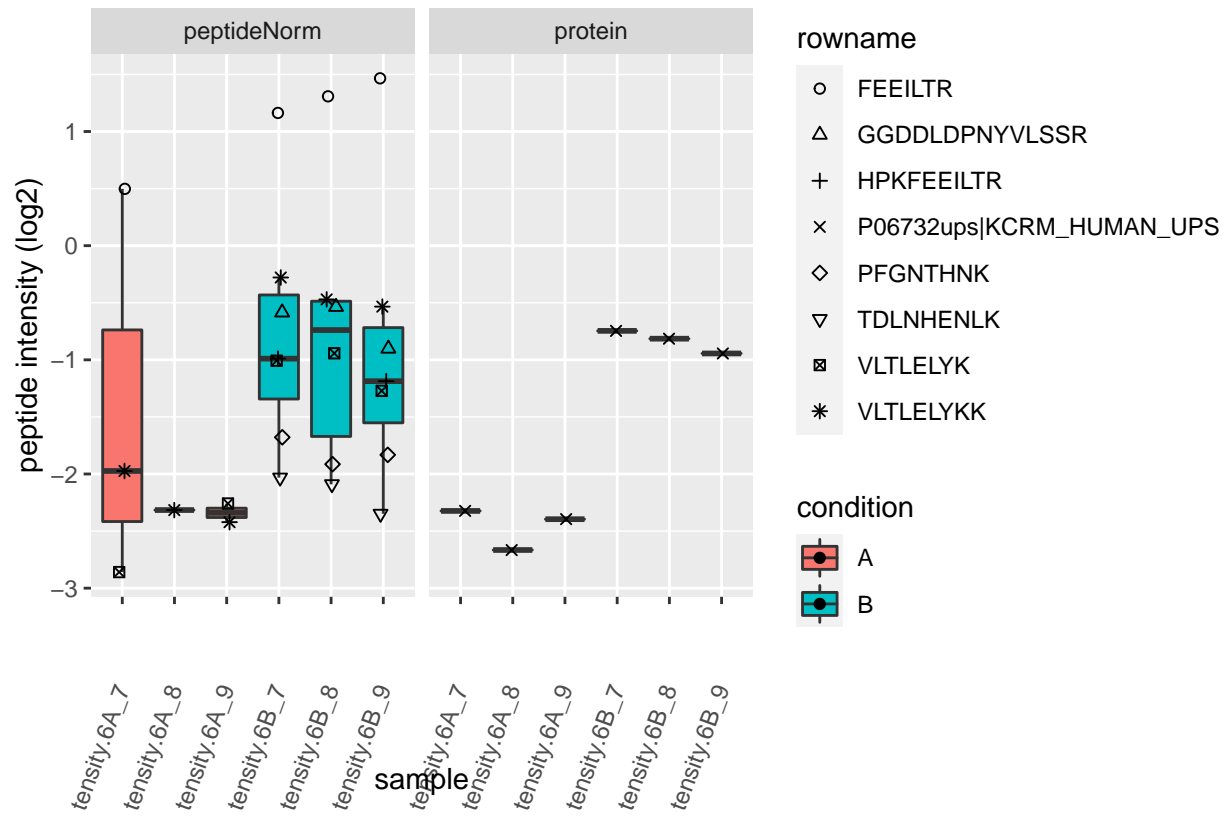 peptideNorm
protein
peptide intensity (log2)
1
0
−1
−2
−3
tensity.6A_7
tensity.6A_8
tensity.6A_9
tensity.6B_7
tensity.6B_8
tensity.6B_9
tensity.6A_7
tensity.6A_8
tensity.6A_9
tensity.6B_7
tensity.6B_8
tensity.6B_9
sample
rowname
FEEILTR
GGDDLDPNYVLSSR
HPKFEEILTR
P06732ups|KCRM_HUMAN_UPS
PFGNTHNK
TDLNHENLK
VLTLELYK
VLTLELYKK
condition
A
B